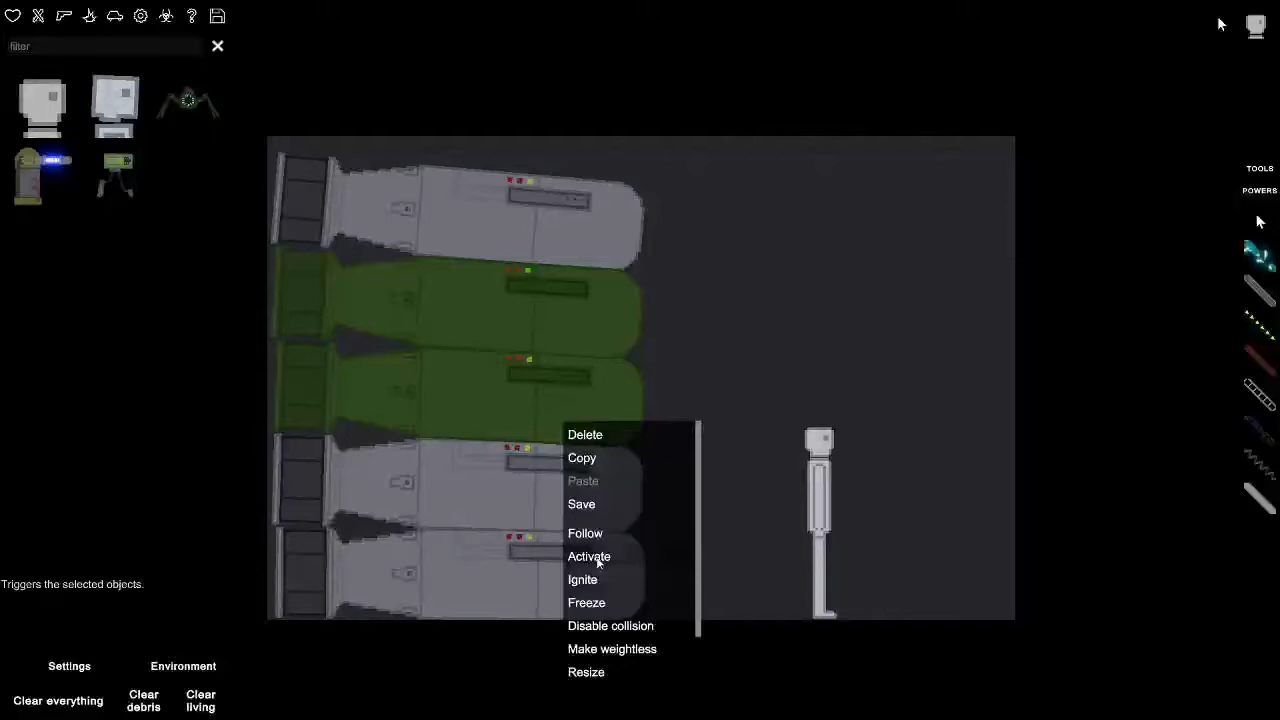 filter
TOOLS
POWERS
Delete
Copy
Paste
Save
Follow
Activate
Ignite
Freeze
Disable collision
Make weightless
Resize
Triggers the selected objects.
Settings
Environment
Clear everything
Clear
debris
Clear
living